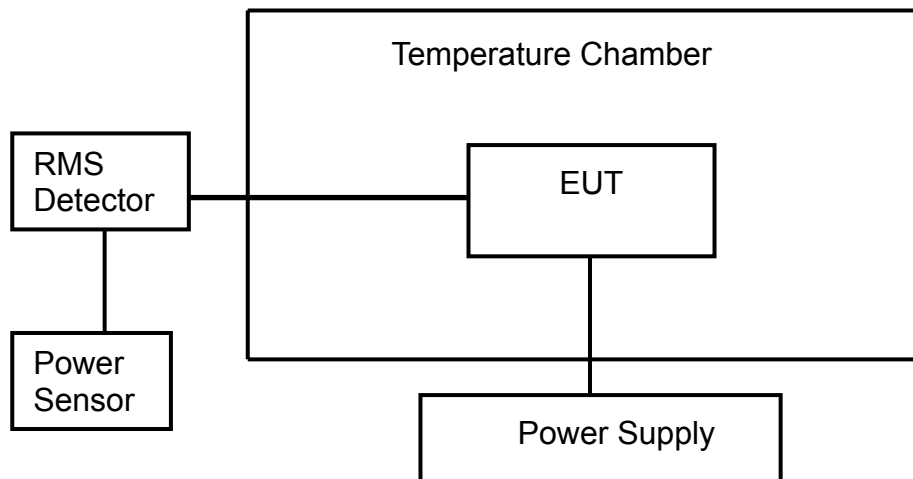 Temperature Chamber
RMS
Detector
EUT
Power
Sensor
Power Supply